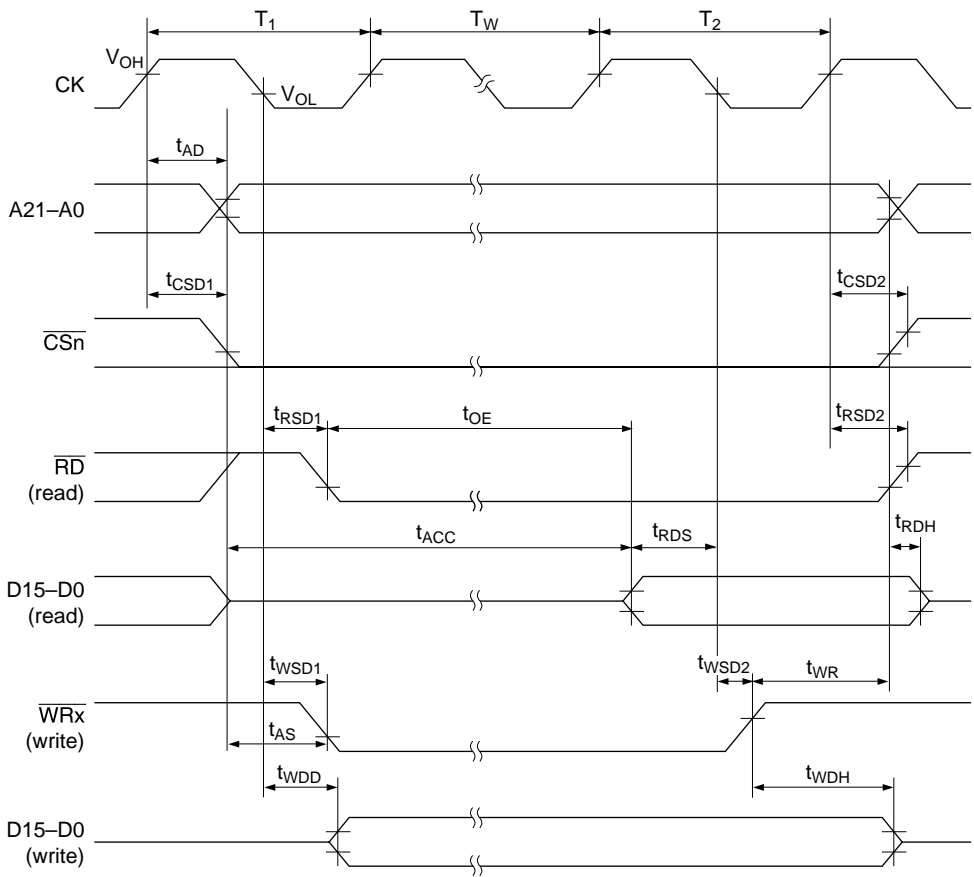 T1 TW T2
VOH
CK
VOL
tAD
A21–A0
tCSD1 tCSD2
CSn
tRSD1 tOE tRSD2
RD
(read)
tACC tRDS tRDH
D15–D0
(read)
tWSD1 tWSD2 tWR
WRx
(write)
tAS
tWDD tWDH
D15–D0
(write)